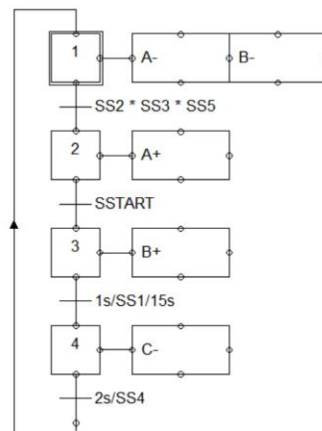 1 A- B-
SS2 * SS3 * SS5
2 A+
SSTART
3 B+
1s/SS1/15s
4 C-
2s/SS4